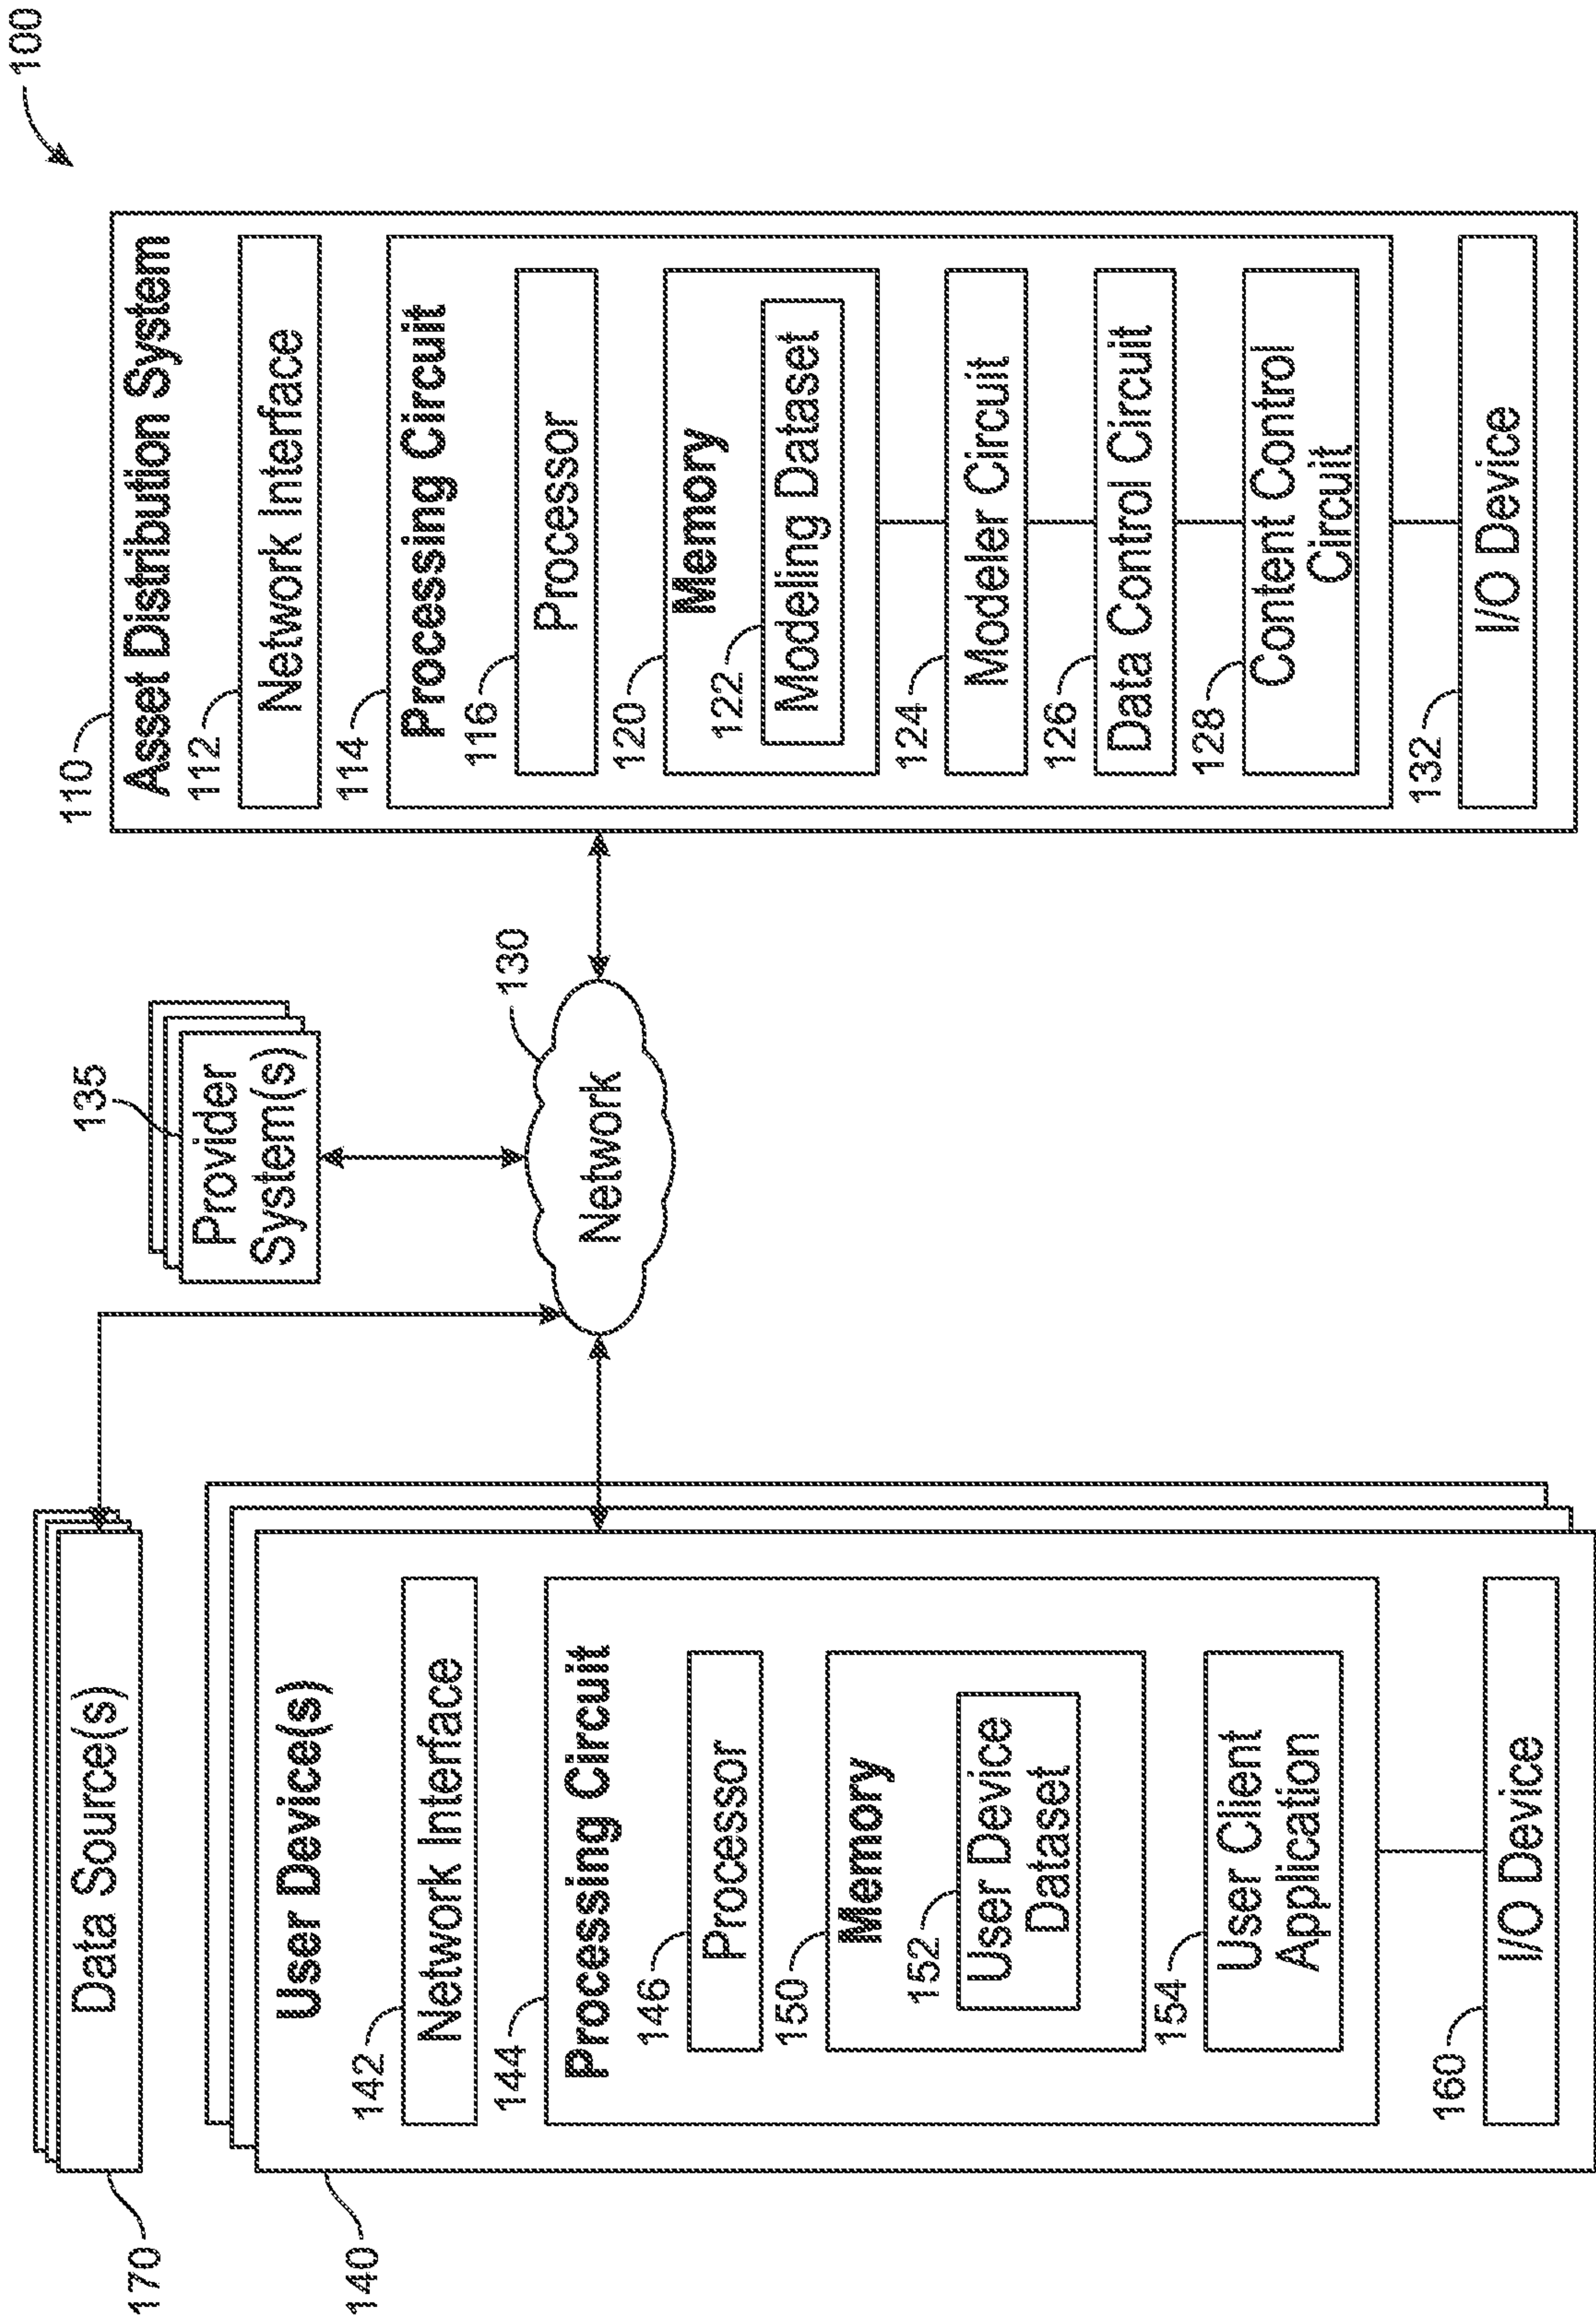 100
170
Data Source(s)
140
User Device(s)
142
Network Interface
144
Processing Circuit
146
Processor
150
Memory
152
User Device
Dataset
154
User Client
Application
160
I/O Device
135
Provider
System(s)
130
Network
110
Asset Distribution System
112
Network Interface
114
Processing Circuit
116
Processor
120
Memory
122
Modeling Dataset
124
Modeler Circuit
126
Data Control Circuit
128
Content Control
Circuit
132
I/O Device